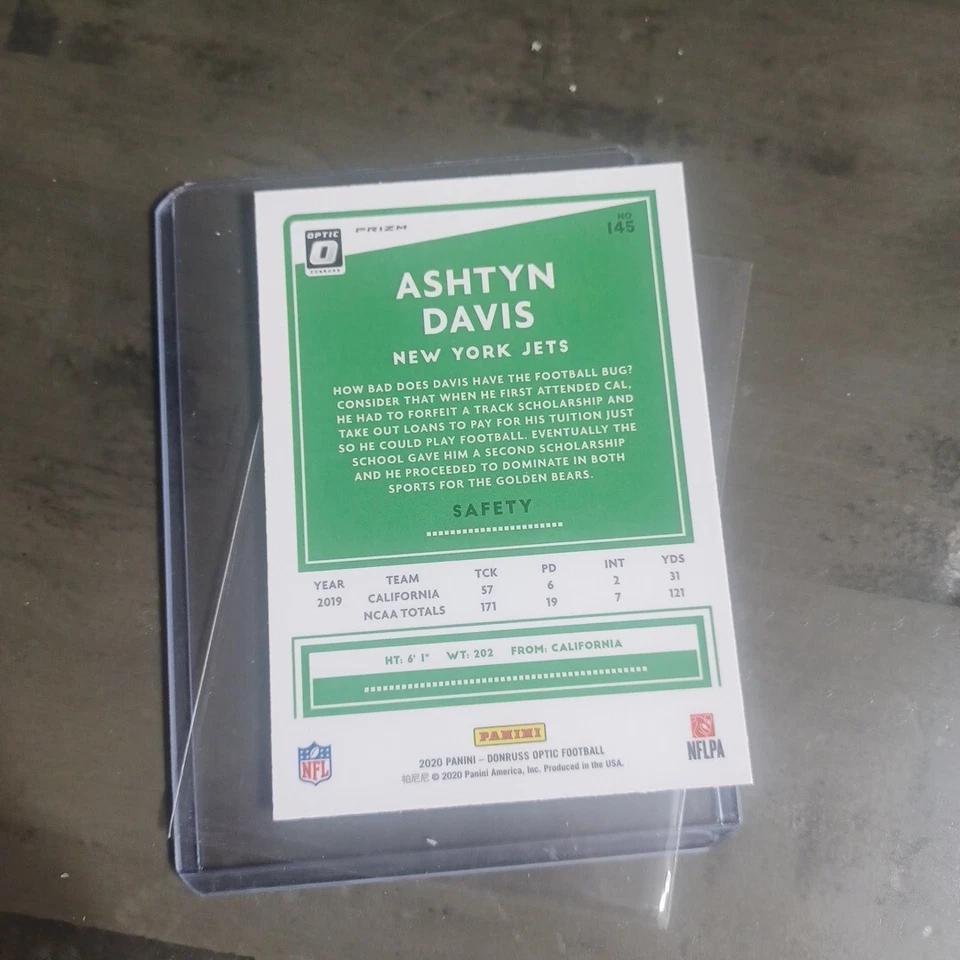 OPTIC
DONRUSS
PRIZM
NO
145
ASHTYN
DAVIS
NEW YORK JETS
HOW BAD DOES DAVIS HAVE THE FOOTBALL BUG?
CONSIDER THAT WHEN HE FIRST ATTENDED CAL,
HE HAD TO FORFEIT A TRACK SCHOLARSHIP AND
TAKE OUT LOANS TO PAY FOR HIS TUITION JUST
SO HE COULD PLAY FOOTBALL. EVENTUALLY THE
SCHOOL GAVE HIM A SECOND SCHOLARSHIP
AND HE PROCEEDED TO DOMINATE IN BOTH
SPORTS FOR THE GOLDEN BEARS.
SAFETY
YEAR TEAM TCK PD INT YDS
2019 CALIFORNIA 57 6 2 31
NCAA TOTALS 171 19 7 121
HT: 6' 1" WT: 202 FROM: CALIFORNIA
NFL
PANINI
NFLPA
2020 PANINI – DONRUSS OPTIC FOOTBALL
帕尼尼 © 2020 Panini America, Inc. Produced in the USA.